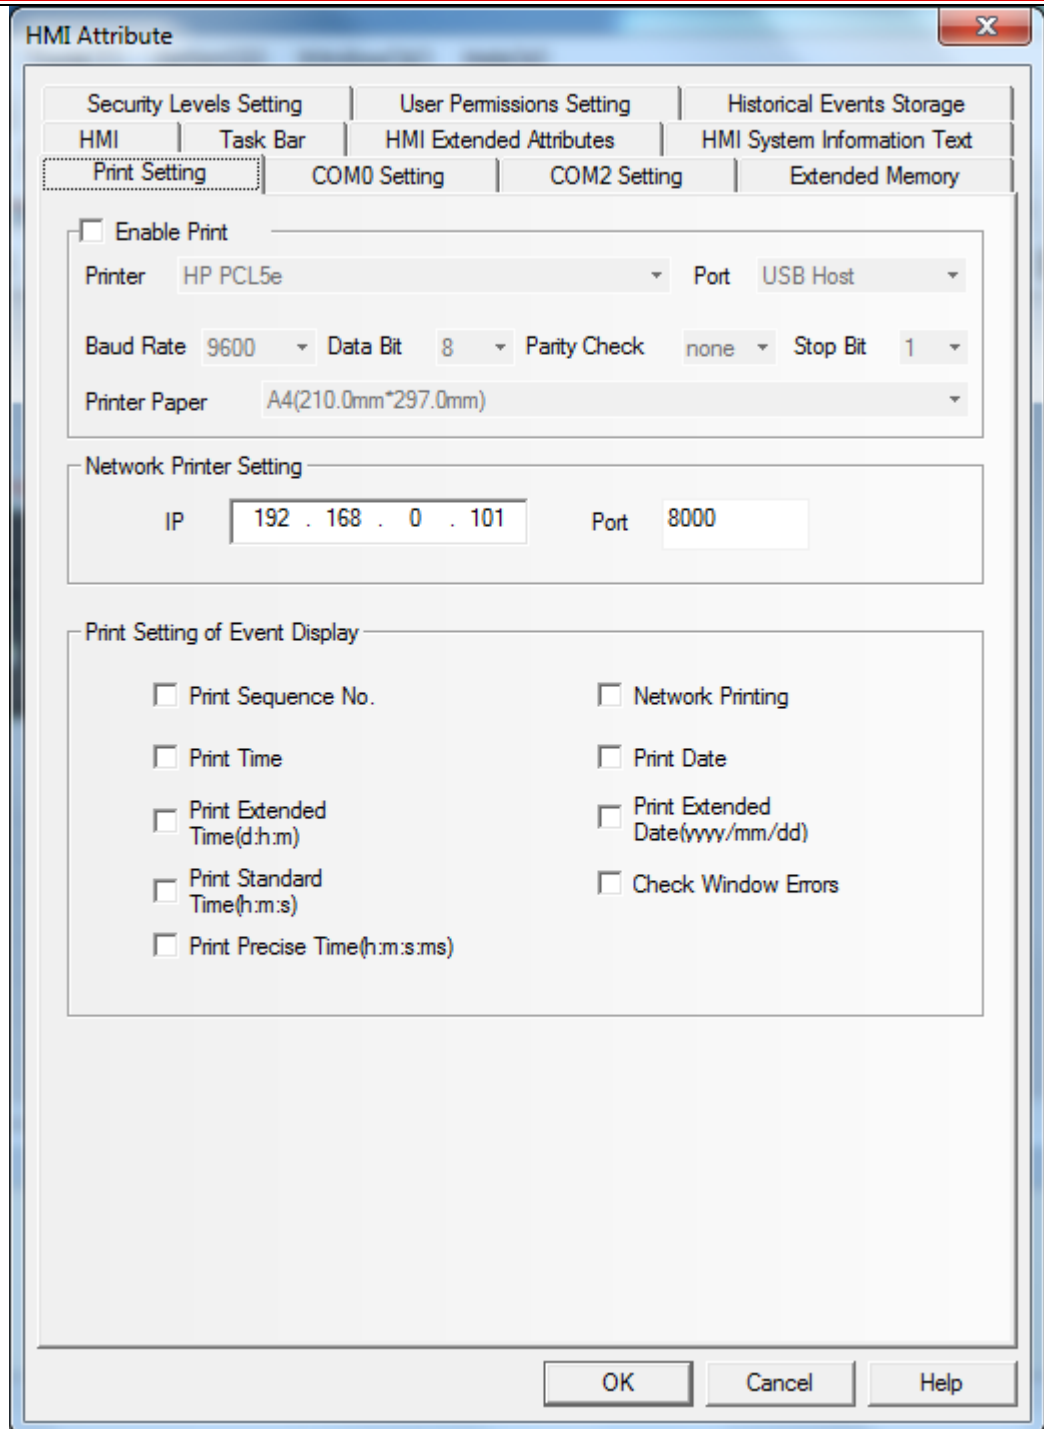 HMI Attribute
Security Levels Setting User Permissions Setting Historical Events Storage
HMI Task Bar HMI Extended Attributes HMI System Information Text
Print Setting COM0 Setting COM2 Setting Extended Memory
Enable Print
Printer HP PCL5e Port USB Host
Baud Rate 9600 Data Bit 8 Parity Check none Stop Bit 1
Printer Paper A4(210.0mm*297.0mm)
Network Printer Setting
IP 192 . 168 . 0 . 101 Port 8000
Print Setting of Event Display
Print Sequence No. Network Printing
Print Time Print Date
Print Extended
Time(d:h:m)
Print Extended
Date(yyyy/mm/dd)
Print Standard
Time(h:m:s)
Check Window Errors
Print Precise Time(h:m:s:ms)
OK Cancel Help